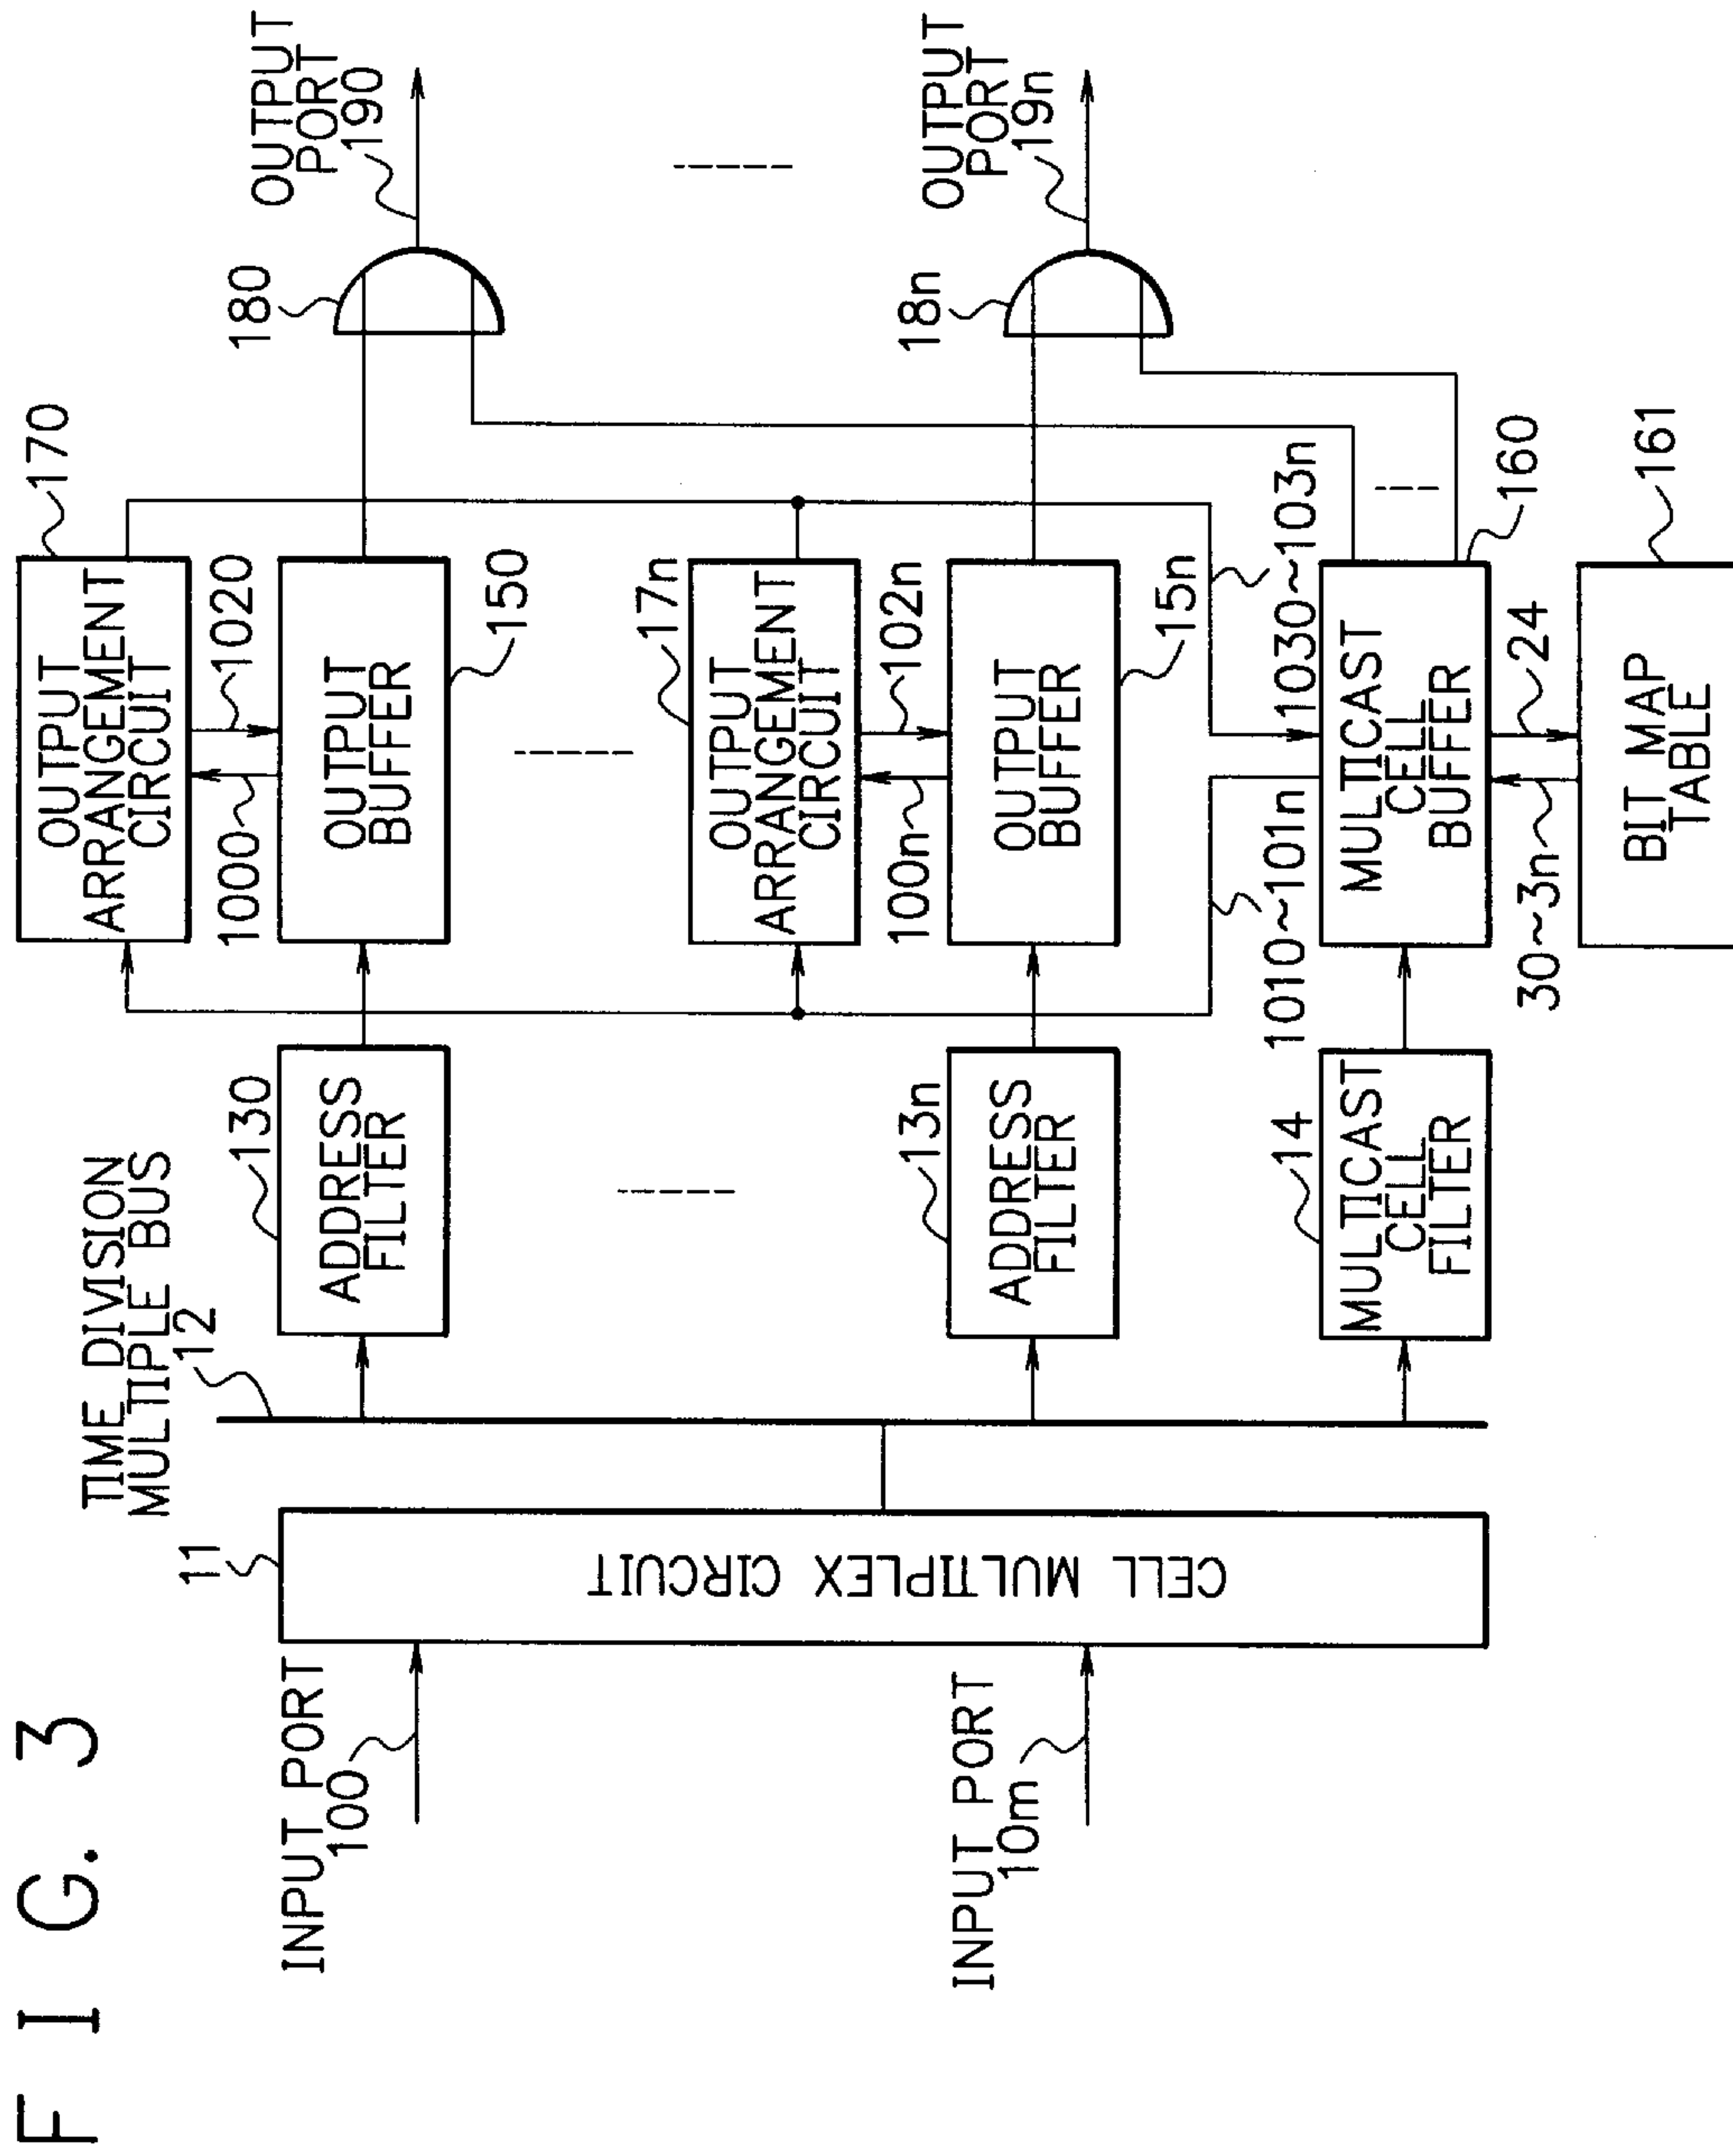 F I G. 3
INPUT PORT
100
INPUT PORT
10m
11
CELL MULTIPLEX CIRCUIT
TIME DIVISION
MULTIPLE BUS
12
130
ADDRESS
FILTER
13n
ADDRESS
FILTER
14
MULTICAST
CELL
FILTER
170
OUTPUT
ARRANGEMENT
CIRCUIT
1000
1020
OUTPUT
BUFFER
150
17n
OUTPUT
ARRANGEMENT
CIRCUIT
100n
102n
OUTPUT
BUFFER
15n
1010~101n
1030~103n
MULTICAST
CELL
BUFFER
160
30~3n
24
BIT MAP
TABLE
161
180
OUTPUT
PORT
190
18n
OUTPUT
PORT
19n